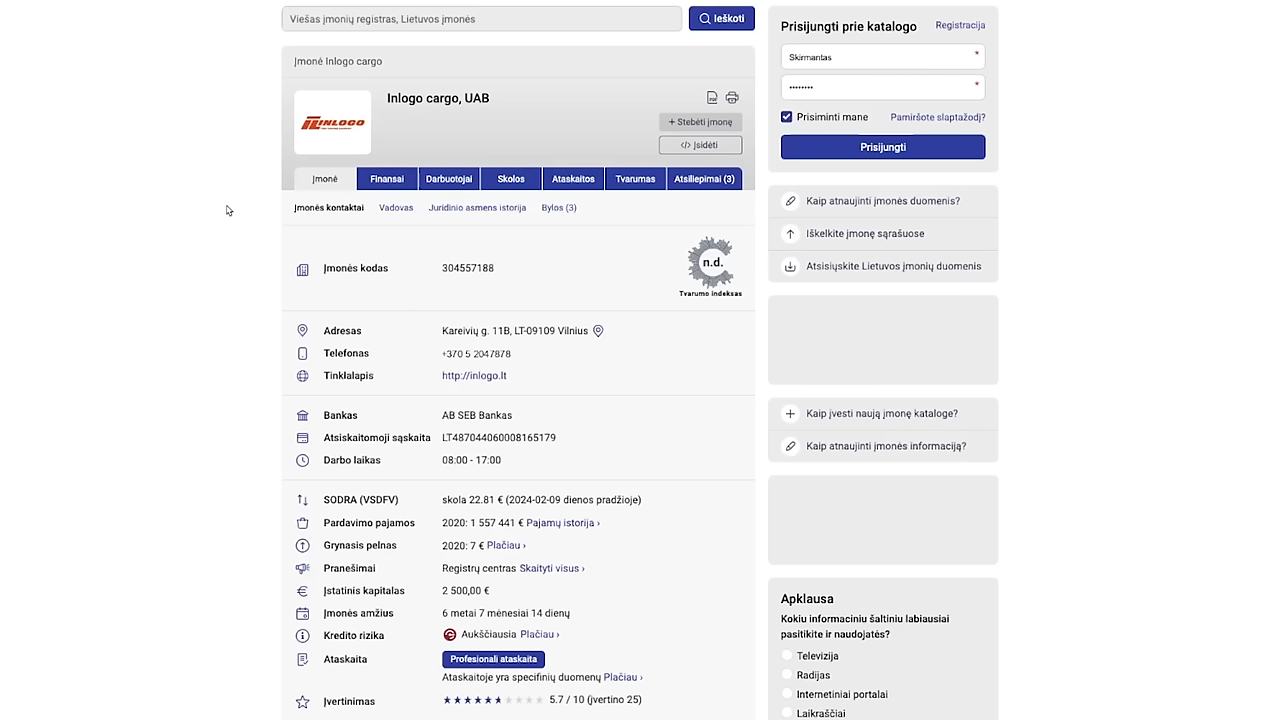 Viešas įmonių registras, Lietuvos įmonės
Ieškoti
Įmonė Inlogo cargo
INLOGO
Inlogo cargo, UAB
+ Stebėti įmonę
</> Įsidėti
Įmonė
Finansai
Darbuotojai
Skolos
Ataskaitos
Tvarumas
Atsiliepimai (3)
Įmonės kontaktai
Vadovas
Juridinio asmens istorija
Bylos (3)
Įmonės kodas
304557188
n.d.
Tvarumo indeksas
Adresas
Kareivių g. 11B, LT-09109 Vilnius
Telefonas
+370 5 2047878
Tinklalapis
http://inlogo.lt
Bankas
AB SEB Bankas
Atsiskaitomoji sąskaita
LT487044060008165179
Darbo laikas
08:00 - 17:00
SODRA (VSDFV)
skola 22.81 € (2024-02-09 dienos pradžioje)
Pardavimo pajamos
2020: 1 557 441 € Pajamų istorija ›
Grynasis pelnas
2020: 7 € Plačiau ›
Pranešimai
Registrų centras Skaityti visus ›
Įstatinis kapitalas
2 500,00 €
Įmonės amžius
6 metai 7 mėnesiai 14 dienų
Kredito rizika
Aukščiausia Plačiau ›
Ataskaita
Profesionali ataskaita
Ataskaitoje yra specifinių duomenų Plačiau ›
Įvertinimas
5.7 / 10 (įvertino 25)
Prisijungti prie katalogo
Registracija
Skirmantas
*
••••••••
*
Prisiminti mane
Pamiršote slaptažodį?
Prisijungti
Kaip atnaujinti įmonės duomenis?
Iškelkite įmonę sąrašuose
Atsisiųskite Lietuvos įmonių duomenis
Kaip įvesti naują įmonę kataloge?
Kaip atnaujinti įmonės informaciją?
Apklausa
Kokiu informaciniu šaltiniu labiausiai
pasitikite ir naudojatės?
Televizija
Radijas
Internetiniai portalai
Laikraščiai